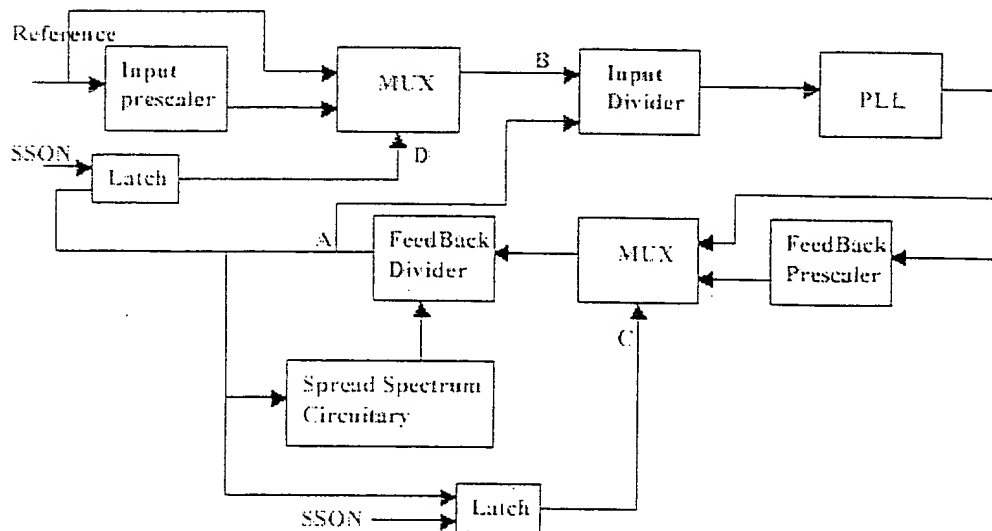 Reference
Input
prescaler
MUX
B
Input
Divider
PLL
SSON
Latch
D
A
FeedBack
Divider
MUX
FeedBack
Prescaler
C
Spread Spectrum
Circuitary
SSON
Latch